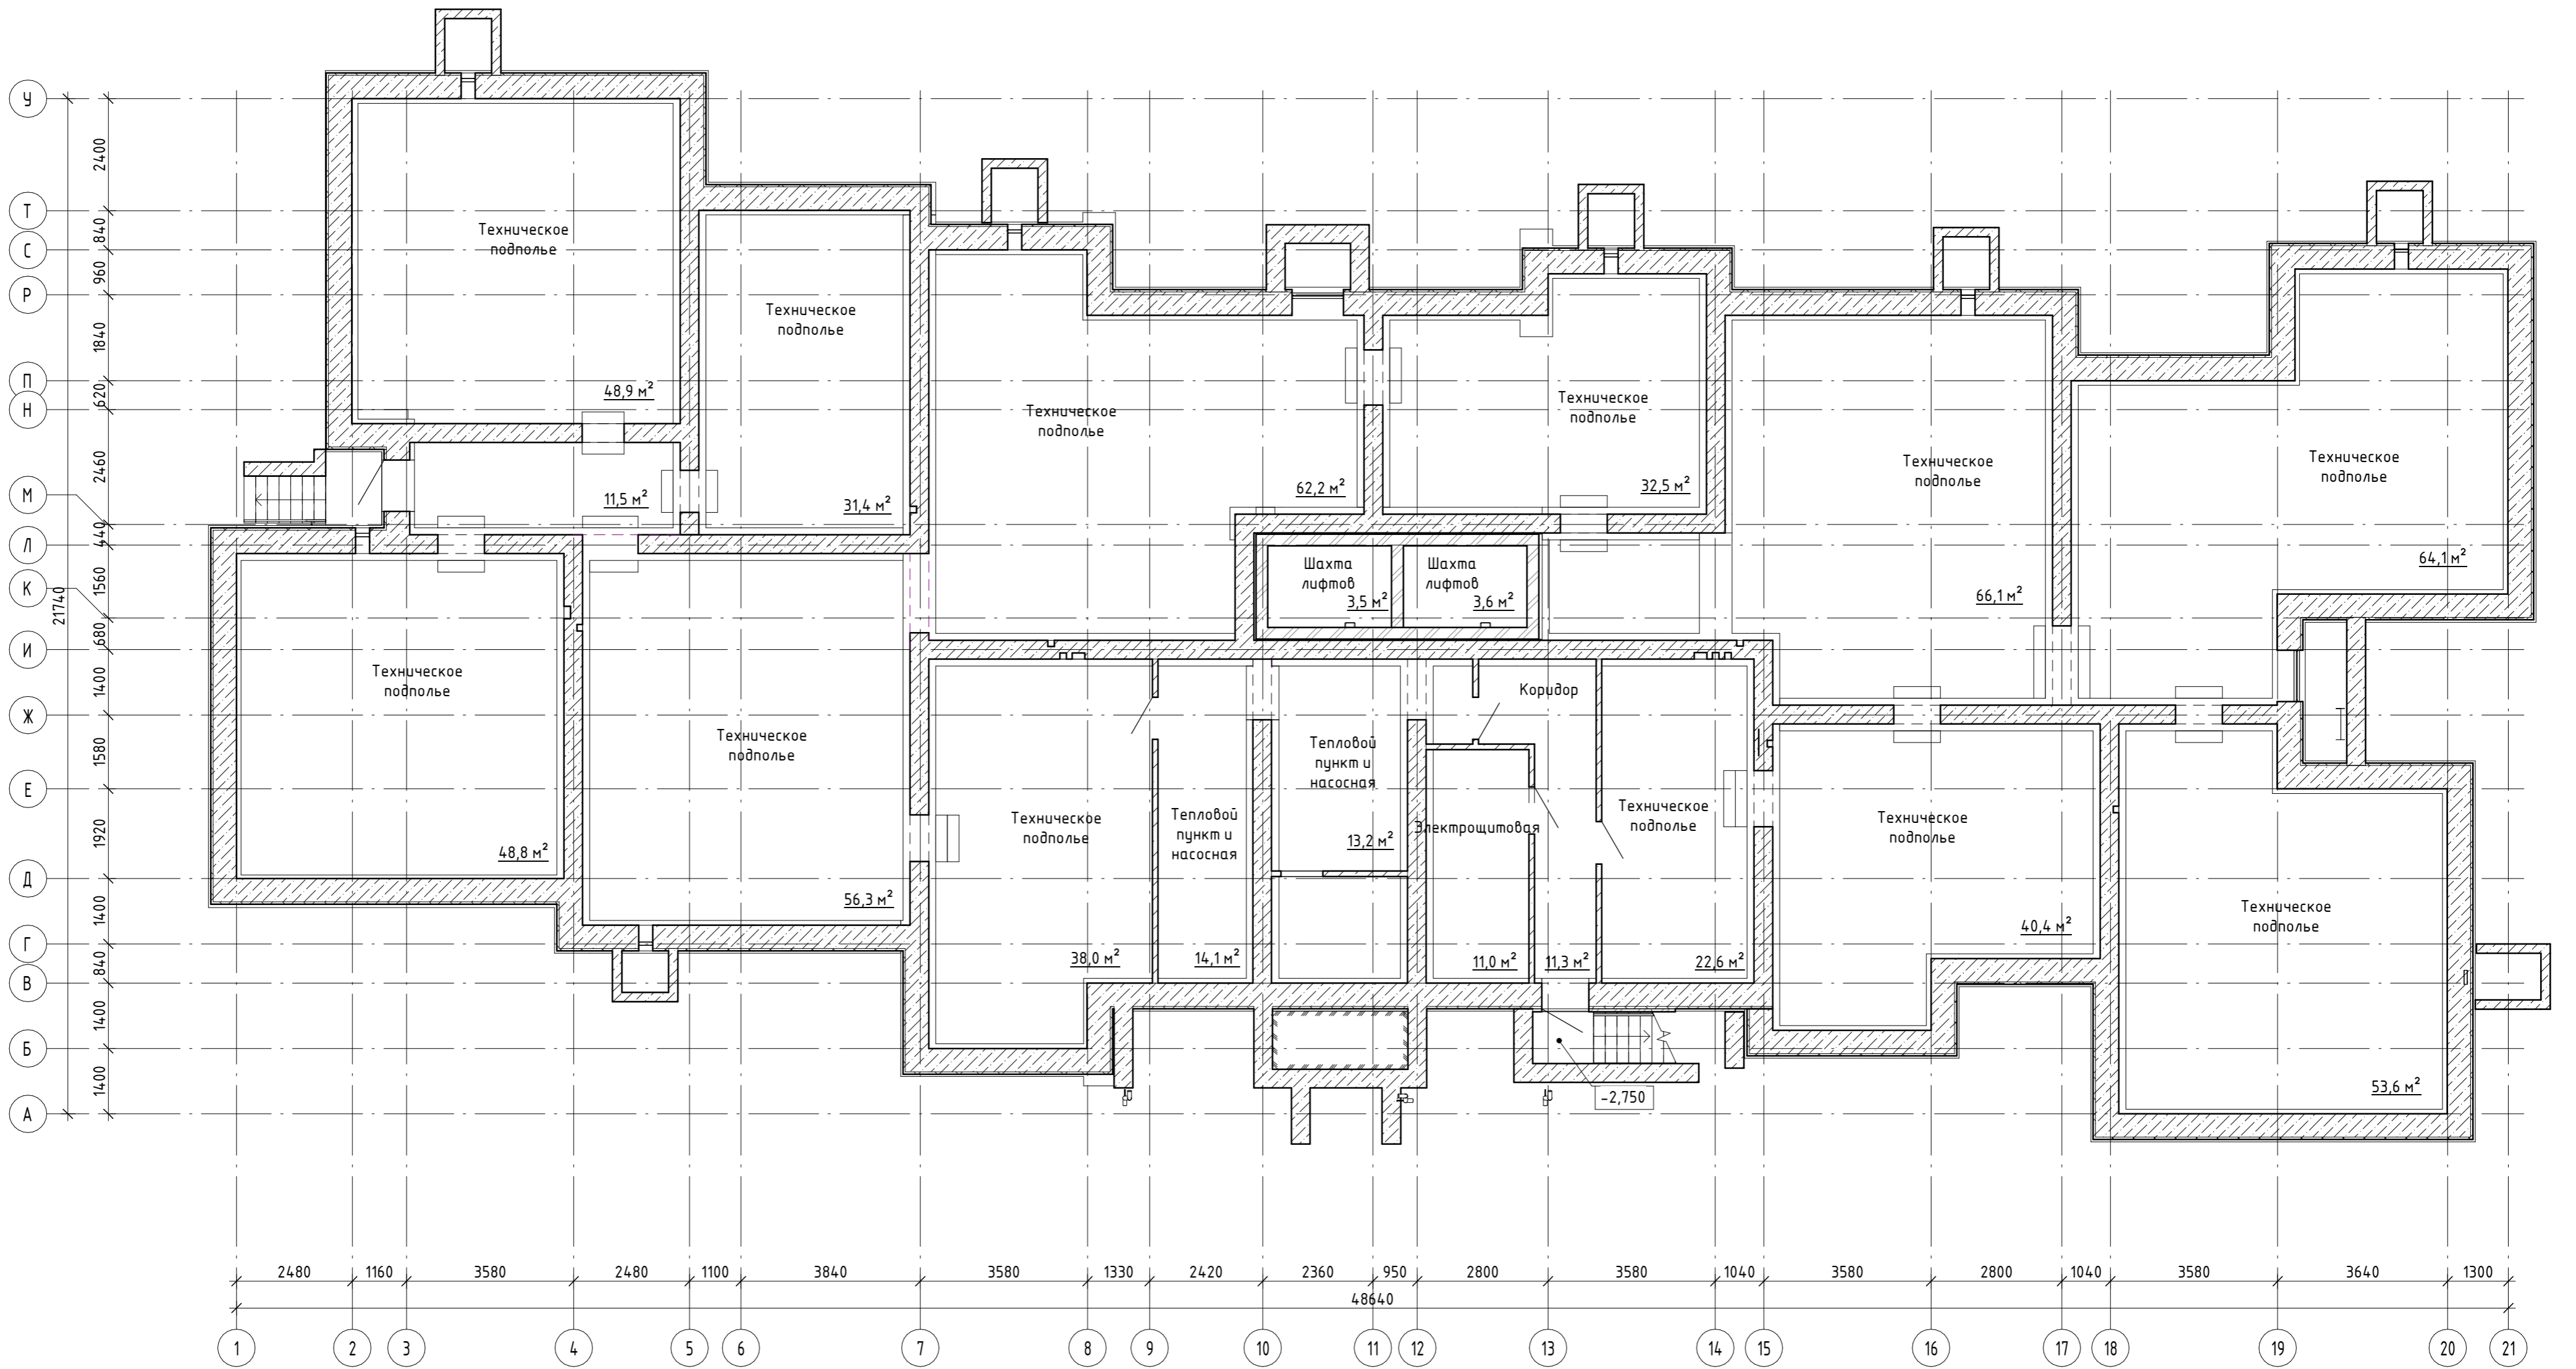 У
Т
С
Р
П
Н
М
Л
К
И
Ж
Е
Д
Г
В
Б
А
2400
840
960
1840
620
2460
440
1560
680
1400
1580
1920
1400
840
1400
1400
21740
Техническое
подполье
48,9 м²
Техническое
подполье
31,4 м²
11,5 м²
Техническое
подполье
62,2 м²
Техническое
подполье
32,5 м²
Техническое
подполье
66,1 м²
Техническое
подполье
64,1 м²
Шахта
лифтов
3,5 м²
Шахта
лифтов
3,6 м²
Техническое
подполье
48,8 м²
Техническое
подполье
56,3 м²
Техническое
подполье
38,0 м²
Тепловой
пункт и
насосная
14,1 м²
Тепловой
пункт и
насосная
13,2 м²
Электрощитовая
11,0 м²
Коридор
11,3 м²
Техническое
подполье
22,6 м²
Техническое
подполье
40,4 м²
Техническое
подполье
53,6 м²
-2,750
2480 1160 3580 2480 1100 3840 3580 1330 2420 2360 950 2800 3580 1040 3580 2800 1040 3580 3640 1300
48640
1 2 3 4 5 6 7 8 9 10 11 12 13 14 15 16 17 18 19 20 21